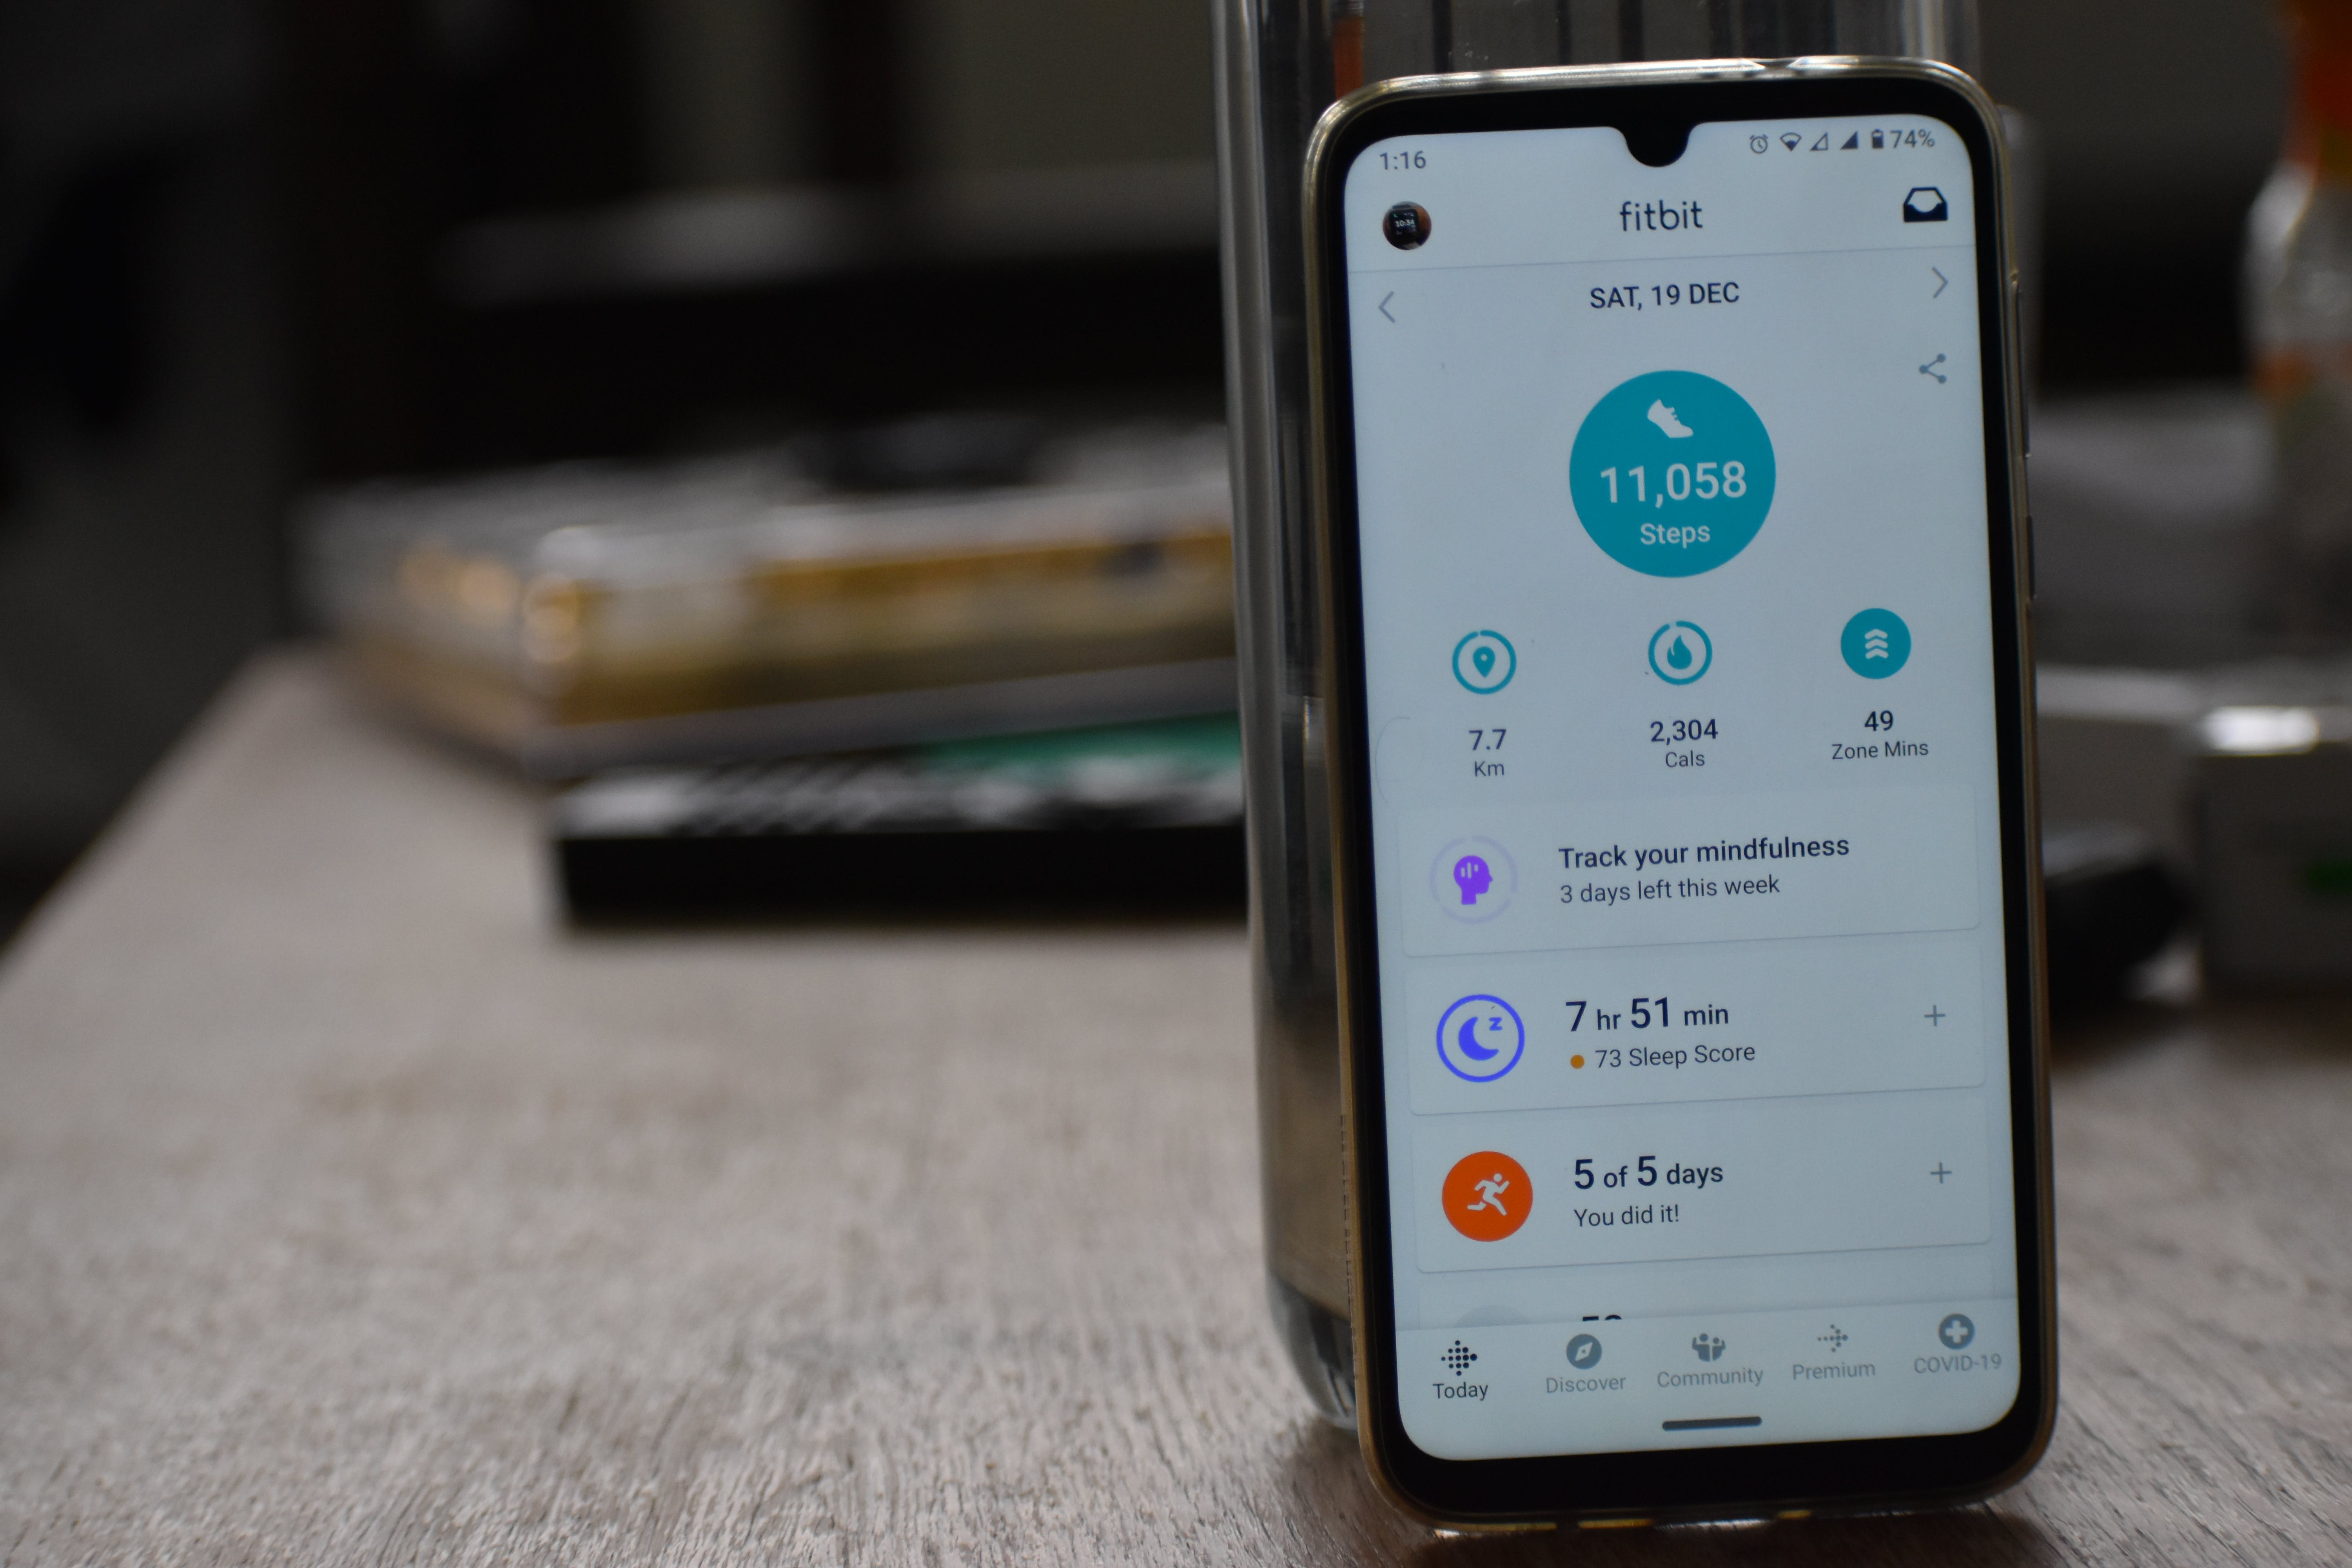 1:16
74%
fitbit
SAT, 19 DEC
11,058
Steps
7.7
Km
2,304
Cals
49
Zone Mins
Track your mindfulness
3 days left this week
7 hr 51 min
73 Sleep Score
5 of 5 days
You did it!
Today
Discover
Community
Premium
COVID-19